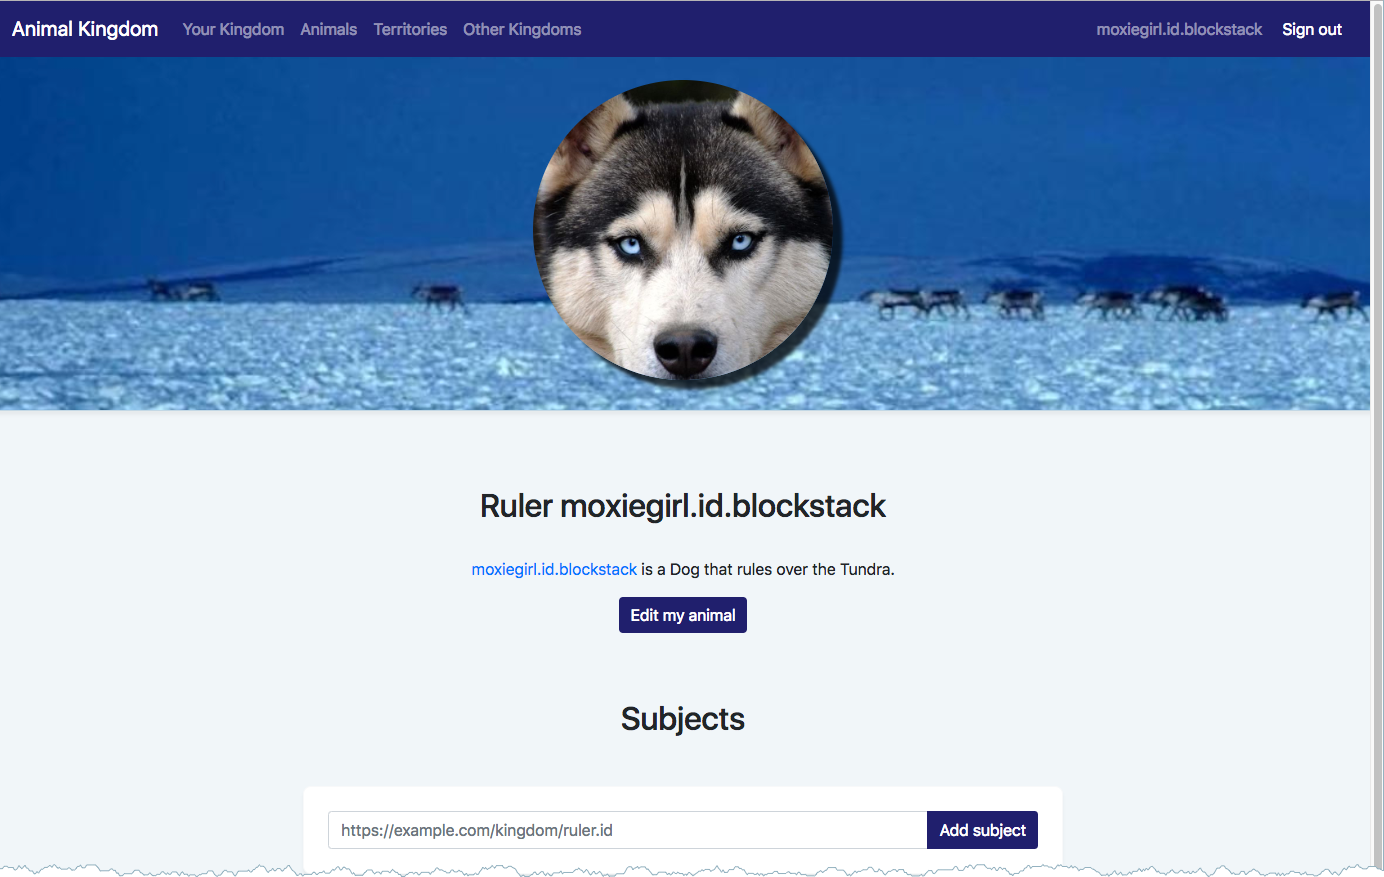 Animal Kingdom Your Kingdom Animals Territories Other Kingdoms moxiegirl.id.blockstack Sign out
Ruler moxiegirl.id.blockstack
moxiegirl.id.blockstack is a Dog that rules over the Tundra.
Edit my animal
Subjects
https://example.com/kingdom/ruler.id Add subject